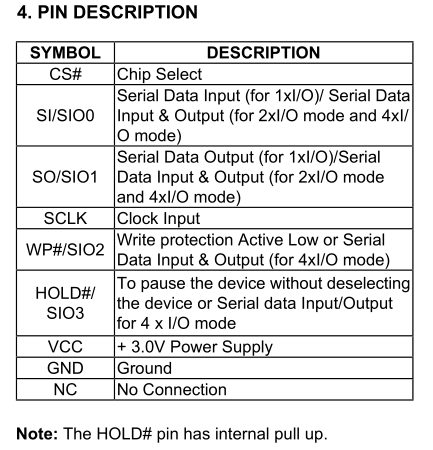 4. PIN DESCRIPTION
SYMBOL DESCRIPTION
CS# Chip Select
SI/SIO0 Serial Data Input (for 1xI/O)/ Serial Data
Input & Output (for 2xI/O mode and 4xI/
O mode)
SO/SIO1 Serial Data Output (for 1xI/O)/Serial
Data Input & Output (for 2xI/O mode
and 4xI/O mode)
SCLK Clock Input
WP#/SIO2 Write protection Active Low or Serial
Data Input & Output (for 4xI/O mode)
HOLD#/
SIO3 To pause the device without deselecting
the device or Serial data Input/Output
for 4 x I/O mode
VCC + 3.0V Power Supply
GND Ground
NC No Connection
Note: The HOLD# pin has internal pull up.